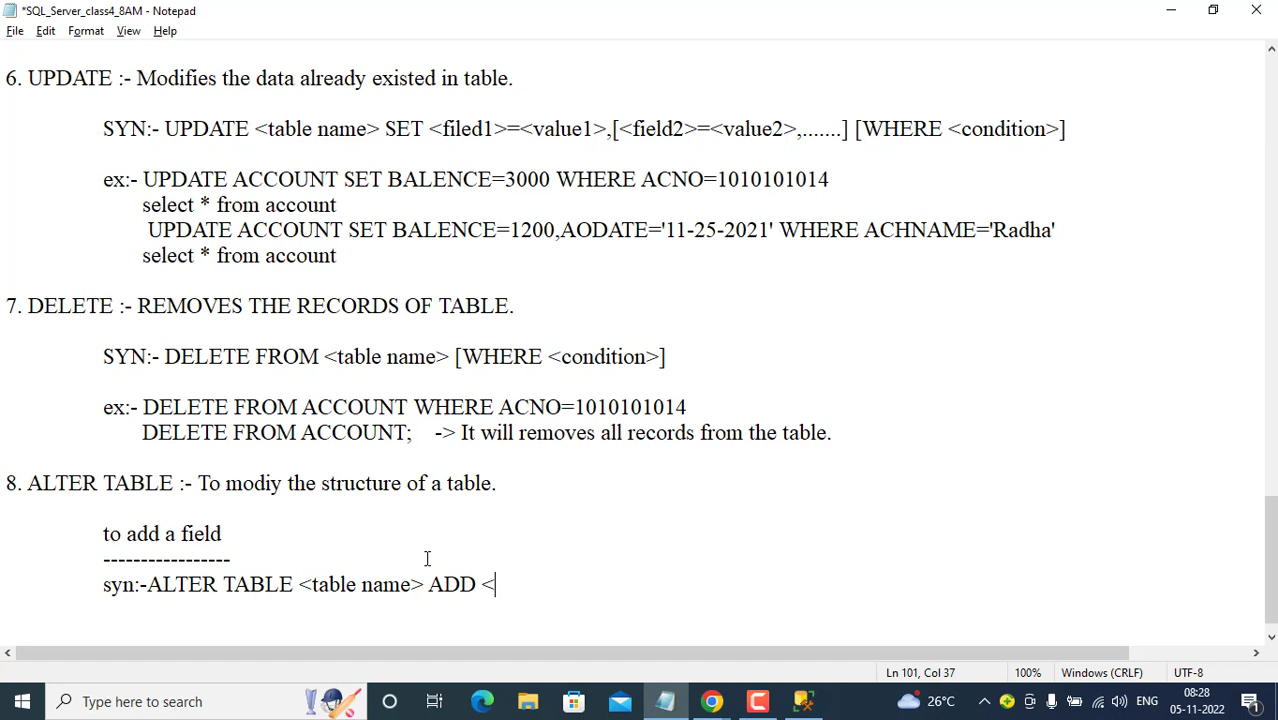 *SQL_Server_class4_8AM - Notepad
File Edit Format View Help
6. UPDATE :- Modifies the data already existed in table.
SYN:- UPDATE <table name> SET <filed1>=<value1>,[<field2>=<value2>,.......] [WHERE <condition>]
ex:- UPDATE ACCOUNT SET BALENCE=3000 WHERE ACNO=1010101014
select * from account
UPDATE ACCOUNT SET BALENCE=1200,AODATE='11-25-2021' WHERE ACHNAME='Radha'
select * from account
7. DELETE :- REMOVES THE RECORDS OF TABLE.
SYN:- DELETE FROM <table name> [WHERE <condition>]
ex:- DELETE FROM ACCOUNT WHERE ACNO=1010101014
DELETE FROM ACCOUNT; -> It will removes all records from the table.
8. ALTER TABLE :- To modiy the structure of a table.
to add a field
-----------------
syn:-ALTER TABLE <table name> ADD <
Ln 101, Col 37 100% Windows (CRLF) UTF-8
Type here to search 26°C ENG 08:28
05-11-2022